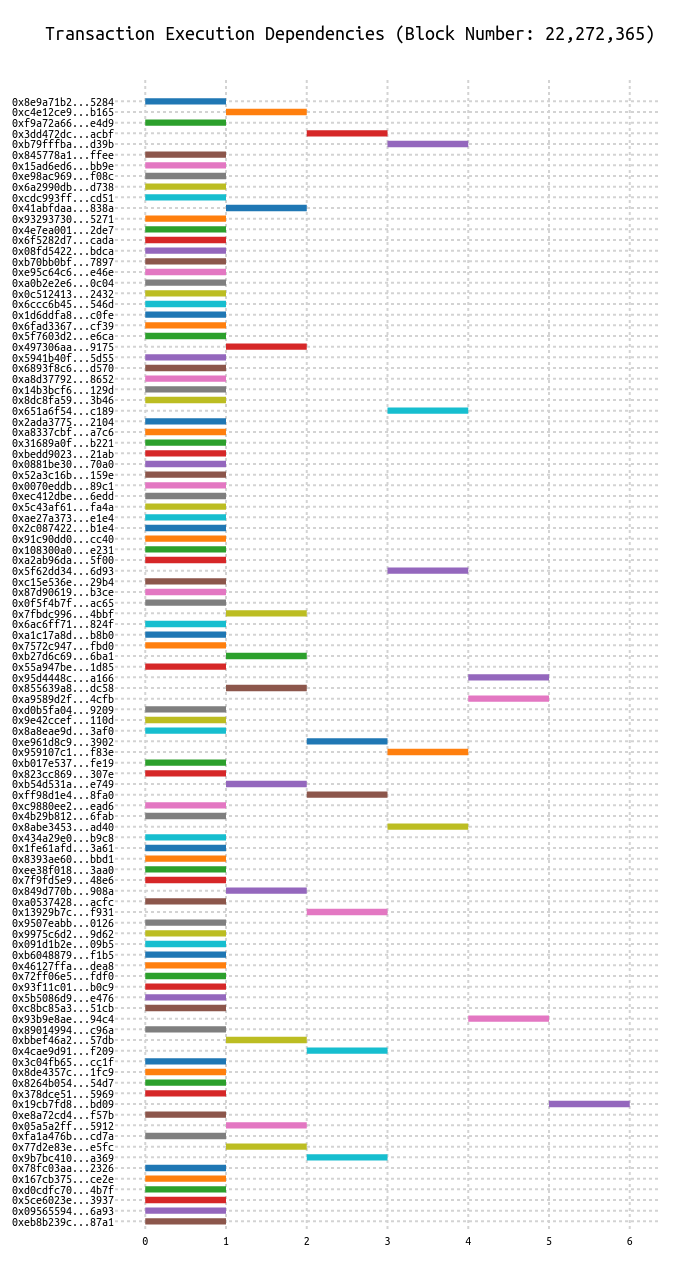 Transaction Execution Dependencies (Block Number: 22,272,365)
0x8e9a71b2...5284
0xc4e12ce9...b165
0xf9a72a66...e4d9
0x3dd472dc...acbf
0xb79fffba...d39b
0x845778a1...ffee
0x15ad6ed6...bb9e
0xe98ac969...f08c
0x6a2990db...d738
0xcdc993ff...cd51
0x41abfdaa...838a
0x93293730...5271
0x4e7ea001...2de7
0x6f5282d7...cada
0x08fd5422...bdca
0xb70bb0bf...7897
0xe95c64c6...e46e
0xa0b2e2e6...0c04
0x0c512413...2432
0x6ccc6b45...546d
0x1d6ddfa8...c0fe
0x6fad3367...cf39
0x5f7603d2...e6ca
0x497306aa...9175
0x5941b40f...5d55
0x6893f8c6...d570
0xa8d37792...8652
0x14b3bcf6...129d
0x8dc8fa59...3b46
0x651a6f54...c189
0x2ada3775...2104
0xa8337cbf...a7c6
0x31689a0f...b221
0xbedd9023...21ab
0x0881be30...70a0
0x52a3c16b...159e
0x0070eddb...89c1
0xec412dbe...6edd
0x5c43af61...fa4a
0xae27a373...e1e4
0x2c087422...b1e4
0x91c90dd0...cc40
0x108300a0...e231
0xa2ab96da...5f00
0x5f62dd34...6d93
0xc15e536e...29b4
0x87d90619...b3ce
0x0f5f4b7f...ac65
0x7fbdc996...4bbf
0x6ac6ff71...824f
0xa1c17a8d...b8b0
0x7572c947...fbd0
0xb27d6c69...6ba1
0x55a947be...1d85
0x95d4448c...a166
0x855639a8...dc58
0xa9589d2f...4cfb
0xd0b5fa04...9209
0x9e42ccef...110d
0x8a8eae9d...3af0
0xe961d8c9...3902
0x959107c1...f83e
0xb017e537...fe19
0x823cc869...307e
0xb54d531a...e749
0xff98d1e4...8fa0
0xc9880ee2...ead6
0x4b29b812...6fab
0x8abe3453...ad40
0x434a29e0...b9c8
0x1fe61afd...3a61
0x8393ae60...bbd1
0xee38f018...3aa0
0x7f9fd5e9...48e6
0x849d770b...908a
0xa0537428...acfc
0x13929b7c...f931
0x9507eabb...0126
0x9975c6d2...9d62
0x091d1b2e...09b5
0xb6048879...f1b5
0x46127ffa...dea8
0x72ff06e5...fdf0
0x93f11c01...b0c9
0x5b5086d9...e476
0xc8bc85a3...51cb
0x93b9e8ae...94c4
0x89014994...c96a
0xbbef46a2...57db
0x4cae9d91...f209
0x3c04fb65...cc1f
0x8de4357c...1fc9
0x8264b054...54d7
0x378dce51...5969
0x19cb7fd8...bd09
0xe8a72cd4...f57b
0x05a5a2ff...5912
0xfa1a476b...cd7a
0x77d2e83e...e5fc
0x9b7bc410...a369
0x78fc03aa...2326
0x167cb375...ce2e
0xd0cdfc70...4b7f
0x5ce6023e...3937
0x09565594...6a93
0xeb8b239c...87a1
0 1 2 3 4 5 6